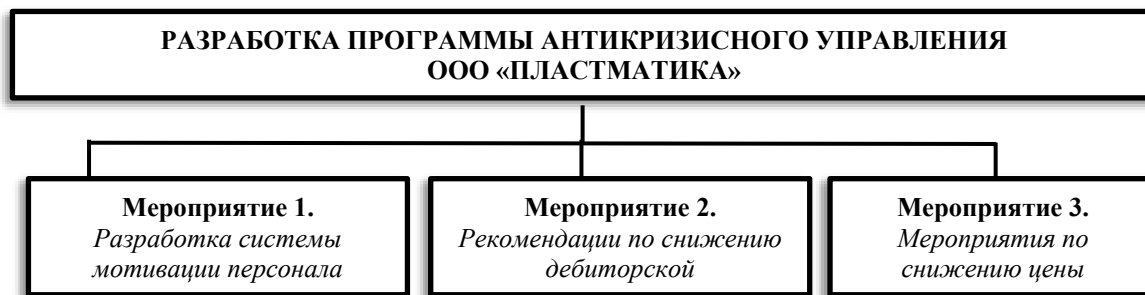 РАЗРАБОТКА ПРОГРАММЫ АНТИКРИЗИСНОГО УПРАВЛЕНИЯ
ООО «ПЛАСТМАТИКА»
Мероприятие 1.
Разработка системы
мотивации персонала
Мероприятие 2.
Рекомендации по снижению
дебиторской
Мероприятие 3.
Мероприятия по
снижению цены